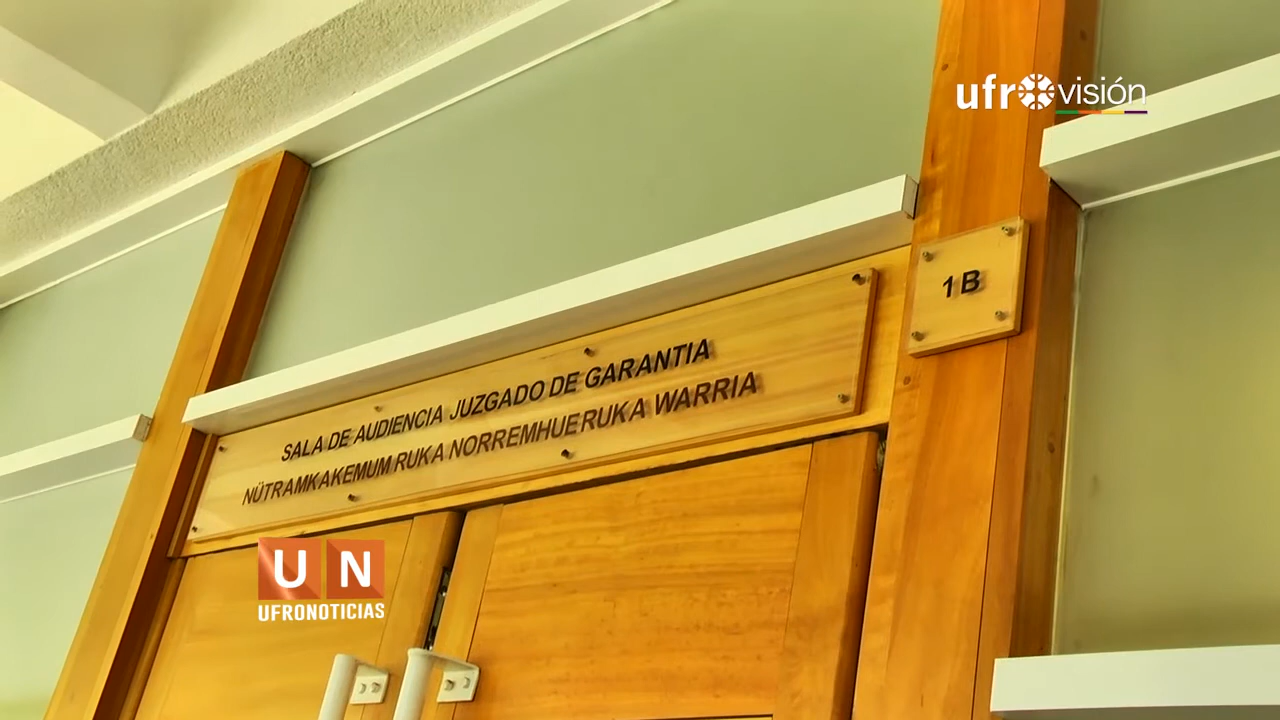 ufrovisión
1B
SALA DE AUDIENCIA JUZGADO DE GARANTIA
NÜTRAMKAKEMUM RUKA NORREMHUERUKA WARRIA
UN
UFRONOTICIAS